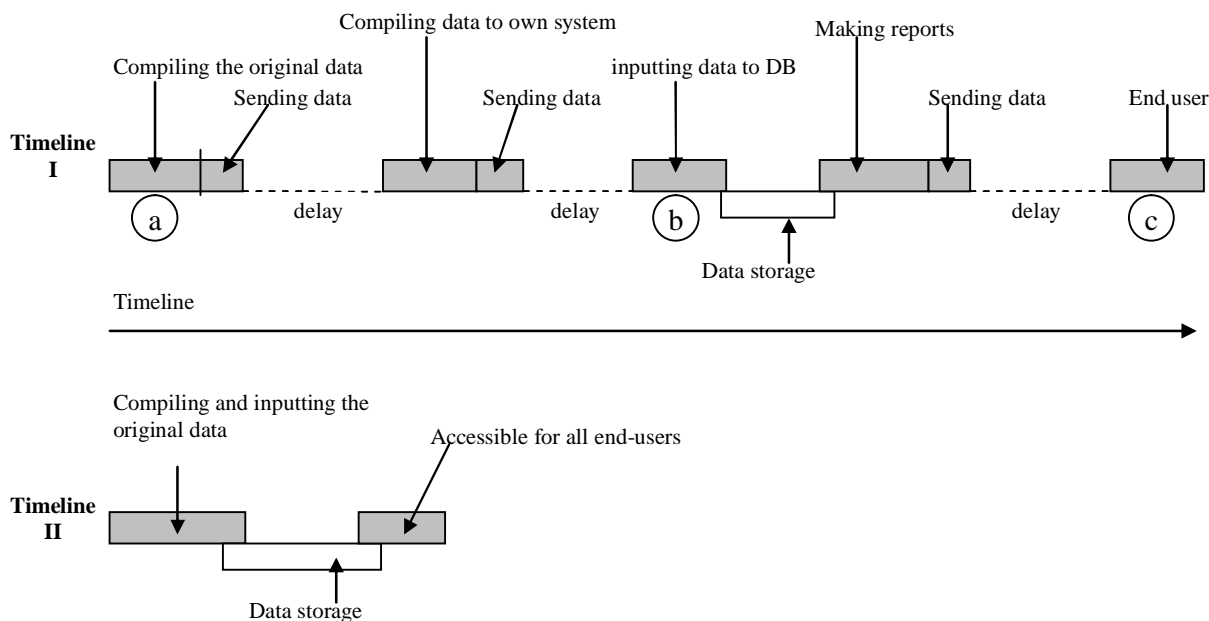 Compiling data to own system
Making reports
Compiling the original data
inputting data to DB
Sending data
Sending data
Sending data
End user
Timeline
I
delay
delay
delay
a
b
c
Data storage
Timeline
Compiling and inputting the
original data
Accessible for all end-users
Timeline
II
Data storage